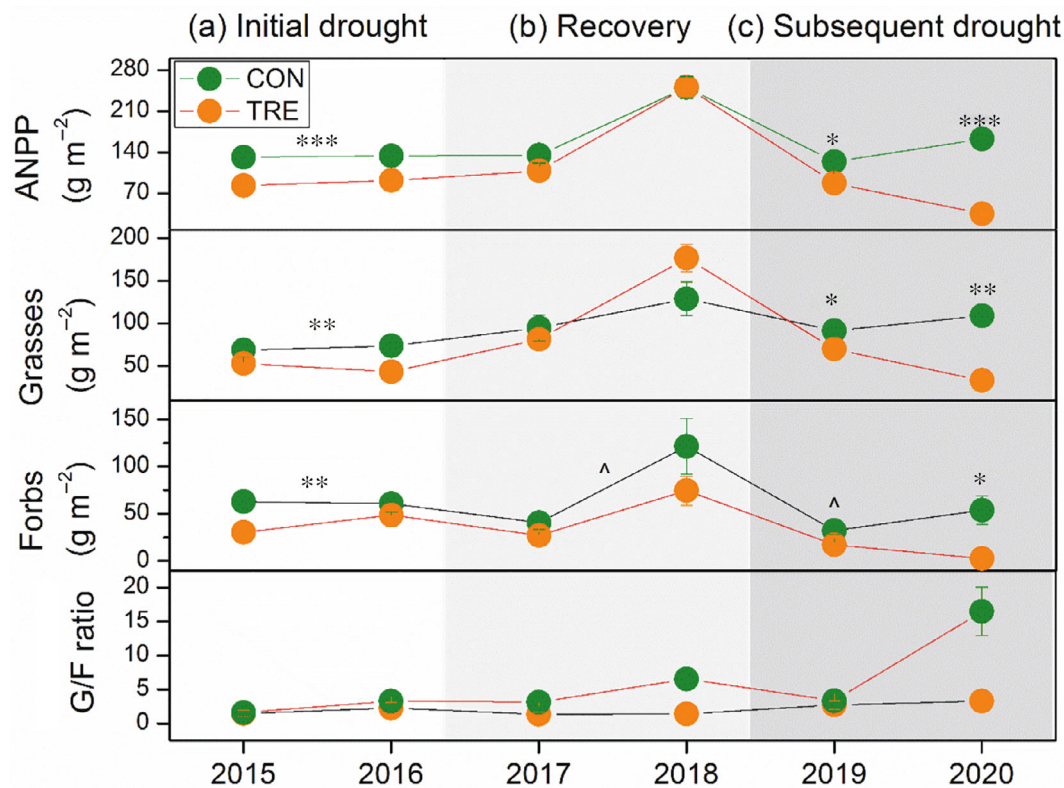 (a) Initial drought (b) Recovery (c) Subsequent drought
CON
TRE
ANPP
(g m−2)
280
210
140
70
***
*
***
Grasses
(g m−2)
200
150
100
50
**
*
**
Forbs
(g m−2)
150
100
50
0
**
^
^
*
G/F ratio
20
15
10
5
0
2015 2016 2017 2018 2019 2020